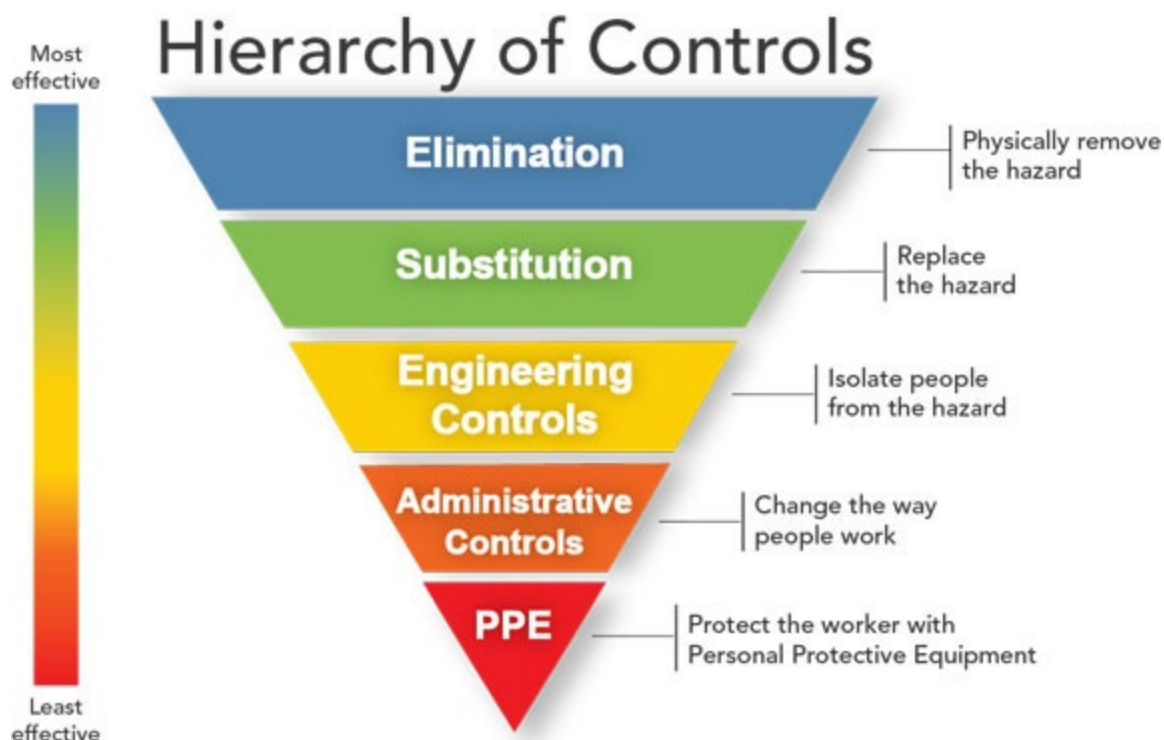 Hierarchy of Controls
Most
effective
Elimination
Physically remove
the hazard
Substitution
Replace
the hazard
Engineering
Controls
Isolate people
from the hazard
Administrative
Controls
Change the way
people work
PPE
Protect the worker with
Personal Protective Equipment
Least
effective